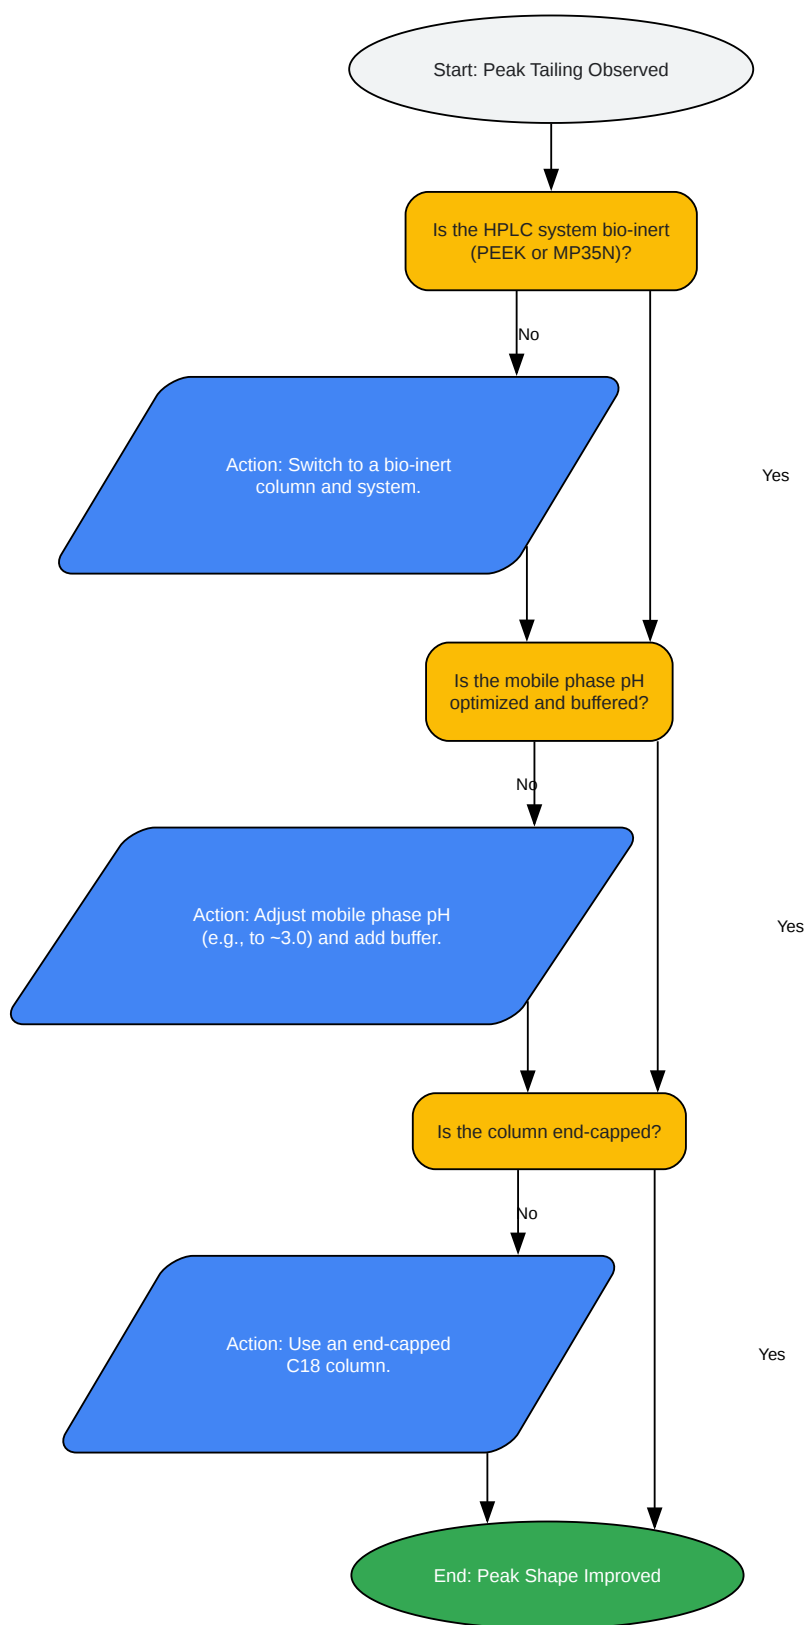 Start: Peak Tailing Observed
Is the HPLC system bio-inert
(PEEK or MP35N)?
No
Action: Switch to a bio-inert
column and system.
Yes
Is the mobile phase pH
optimized and buffered?
No
Action: Adjust mobile phase pH
(e.g., to ~3.0) and add buffer.
Yes
Is the column end-capped?
No
Action: Use an end-capped
C18 column.
Yes
End: Peak Shape Improved